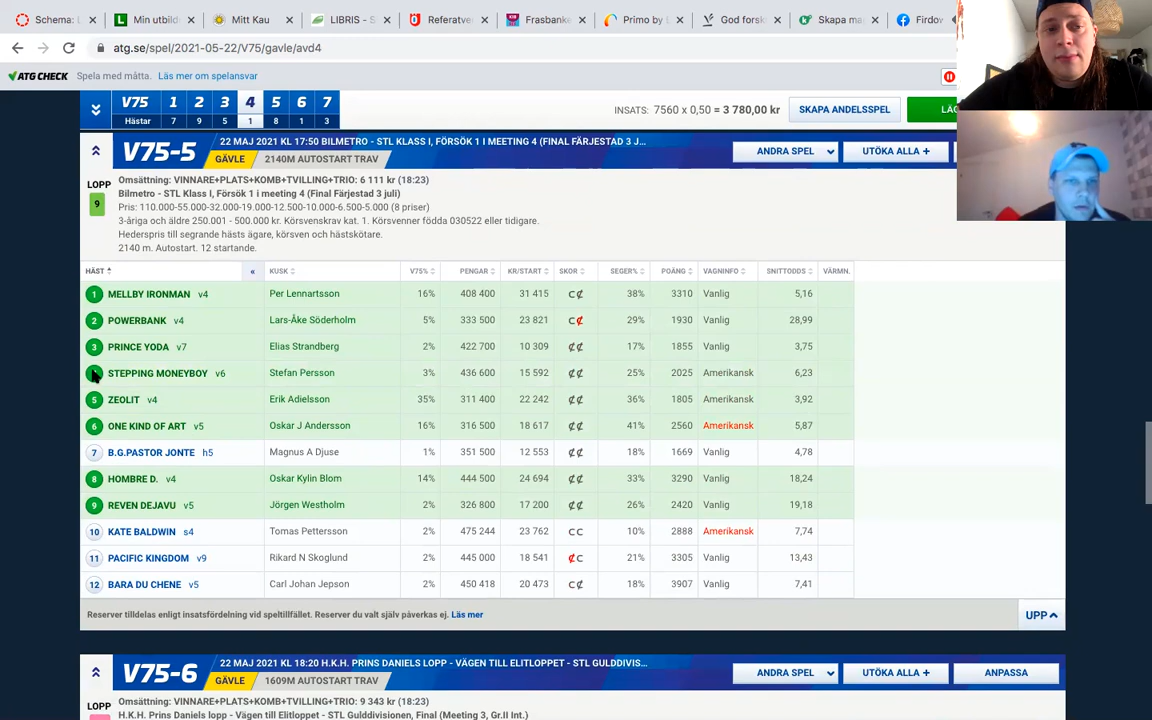 Schema: L
Min utbild
Mitt Kau
LIBRIS - S
Referatver
Frasbanke
Primo by L
God forsk
Skapa ma
Firdov
atg.se/spel/2021-05-22/V75/gavle/avd4
ATG CHECK Spela med måtta. Läs mer om spelansvar
V75 1 2 3 4 5 6 7
Hästar 7 9 5 1 8 1 3
INSATS: 7560 x 0,50 = 3 780,00 kr
SKAPA ANDELSSPEL
LÄG
V75-5
22 MAJ 2021 KL 17:50 BILMETRO - STL KLASS I, FÖRSÖK 1 I MEETING 4 (FINAL FÄRJESTAD 3 J...
GÄVLE 2140M AUTOSTART TRAV
ANDRA SPEL
UTÖKA ALLA +
LOPP
9
Omsättning: VINNARE+PLATS+KOMB+TVILLING+TRIO: 6 111 kr (18:23)
Bilmetro - STL Klass I, Försök 1 i meeting 4 (Final Färjestad 3 juli)
Pris: 110.000-55.000-32.000-19.000-12.500-10.000-6.500-5.000 (8 priser)
3-åriga och äldre 250.001 - 500.000 kr. Körsvenskrav kat. 1. Körsvenner födda 030522 eller tidigare.
Hederspris till segrande hästs ägare, körsven och hästskötare.
2140 m. Autostart. 12 startande.
HÄST « KUSK V75% PENGAR KR/START SKOR SEGER% POÄNG VAGNINFO SNITTODDS VÄRMN.
1 MELLBY IRONMAN v4 Per Lennartsson 16% 408 400 31 415 C₵ 38% 3310 Vanlig 5,16
2 POWERBANK v4 Lars-Åke Söderholm 5% 333 500 23 821 C₵ 29% 1930 Vanlig 28,99
3 PRINCE YODA v7 Elias Strandberg 2% 422 700 10 309 ₵₵ 17% 1855 Vanlig 3,75
STEPPING MONEYBOY v6 Stefan Persson 3% 436 600 15 592 ₵₵ 25% 2025 Amerikansk 6,23
5 ZEOLIT v4 Erik Adielsson 35% 311 400 22 242 ₵₵ 36% 1805 Amerikansk 3,92
6 ONE KIND OF ART v5 Oskar J Andersson 16% 316 500 18 617 ₵₵ 41% 2560 Amerikansk 5,87
7 B.G.PASTOR JONTE h5 Magnus A Djuse 1% 351 500 12 553 ₵₵ 18% 1669 Vanlig 4,78
8 HOMBRE D. v4 Oskar Kylin Blom 14% 444 500 24 694 ₵₵ 33% 3290 Vanlig 18,24
9 REVEN DEJAVU v5 Jörgen Westholm 2% 326 800 17 200 ₵₵ 26% 2420 Vanlig 19,18
10 KATE BALDWIN s4 Tomas Pettersson 2% 475 244 23 762 CC 10% 2888 Amerikansk 7,74
11 PACIFIC KINGDOM v9 Rikard N Skoglund 2% 445 000 18 541 ₵C 21% 3305 Vanlig 13,43
12 BARA DU CHENE v5 Carl Johan Jepson 2% 450 418 20 473 C₵ 18% 3907 Vanlig 7,41
Reserver tilldelas enligt insatsfördelning vid speltillfället. Reserver du valt själv påverkas ej. Läs mer
UPP
V75-6
22 MAJ 2021 KL 18:20 H.K.H. PRINS DANIELS LOPP - VÄGEN TILL ELITLOPPET - STL GULDDIVIS...
GÄVLE 1609M AUTOSTART TRAV
ANDRA SPEL
UTÖKA ALLA +
ANPASSA
LOPP
Omsättning: VINNARE+PLATS+KOMB+TVILLING+TRIO: 9 343 kr (18:23)
H.K.H. Prins Daniels lopp - Vägen till Elitloppet - STL Gulddivisionen, Final (Meeting 3, Gr.II Int.)